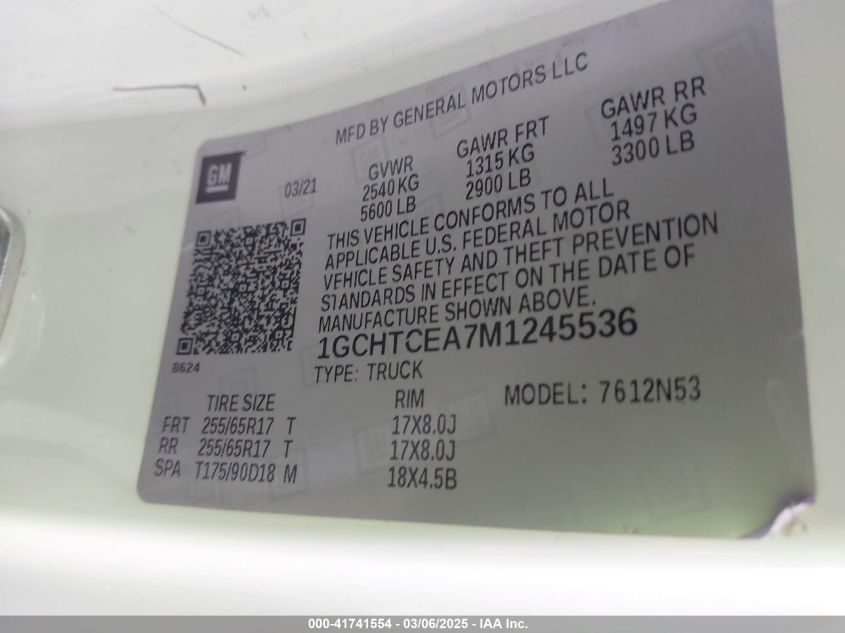 MFD BY GENERAL MOTORS LLC
GM
03/21
GVWR
2540 KG
5600 LB
GAWR FRT
1315 KG
2900 LB
GAWR RR
1497 KG
3300 LB
THIS VEHICLE CONFORMS TO ALL
APPLICABLE U.S. FEDERAL MOTOR
VEHICLE SAFETY AND THEFT PREVENTION
STANDARDS IN EFFECT ON THE DATE OF
MANUFACTURE SHOWN ABOVE.
1GCHTCEA7M1245536
8624
TYPE: TRUCK
MODEL: 7612N53
TIRE SIZE RIM
FRT 255/65R17 T 17X8.0J
RR 255/65R17 T 17X8.0J
SPA T175/90D18 M 18X4.5B
000-41741554 - 03/06/2025 - IAA Inc.